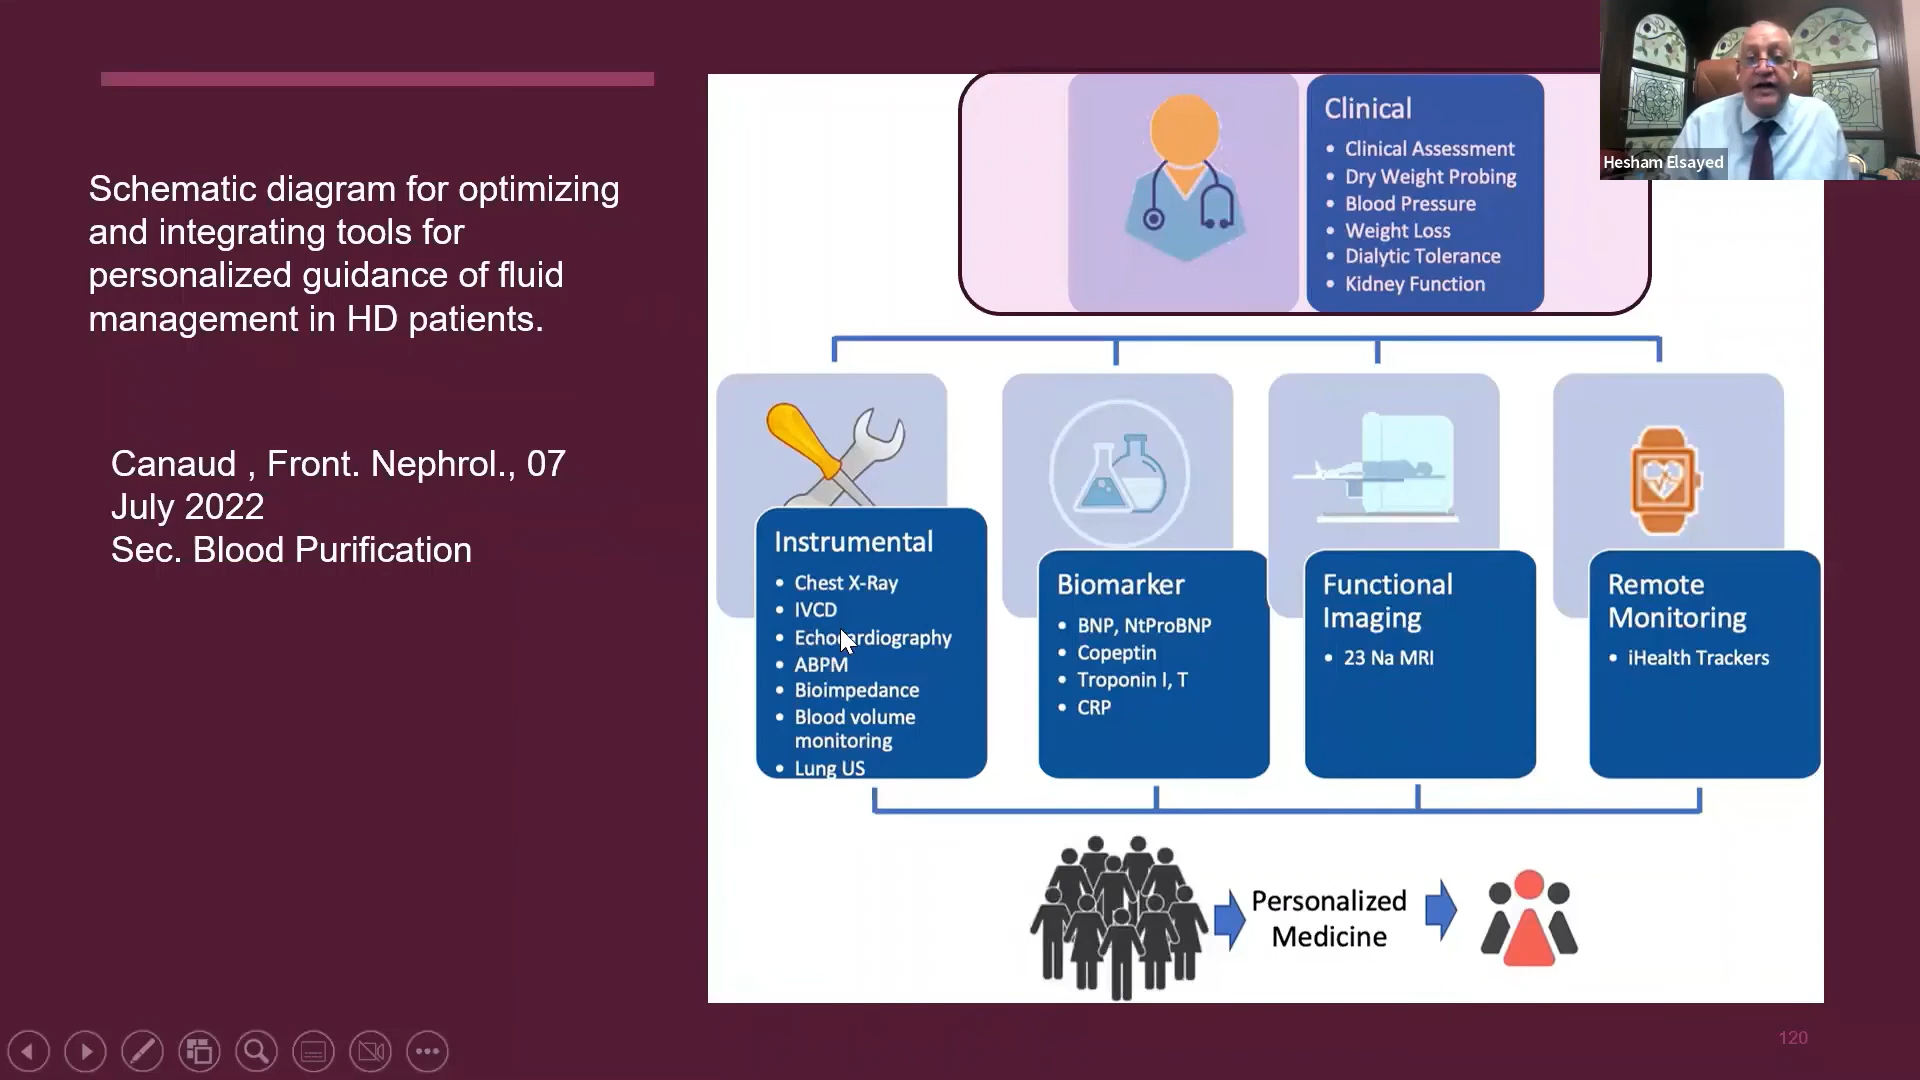 Schematic diagram for optimizing
and integrating tools for
personalized guidance of fluid
management in HD patients.
Canaud , Front. Nephrol., 07
July 2022
Sec. Blood Purification
Clinical
• Clinical Assessment
• Dry Weight Probing
• Blood Pressure
• Weight Loss
• Dialytic Tolerance
• Kidney Function
Hesham Elsayed
Instrumental
• Chest X-Ray
• IVCD
• Echocardiography
• ABPM
• Bioimpedance
• Blood volume
monitoring
• Lung US
Biomarker
• BNP, NtProBNP
• Copeptin
• Troponin I, T
• CRP
Functional
Imaging
• 23 Na MRI
Remote
Monitoring
• iHealth Trackers
Personalized
Medicine
120